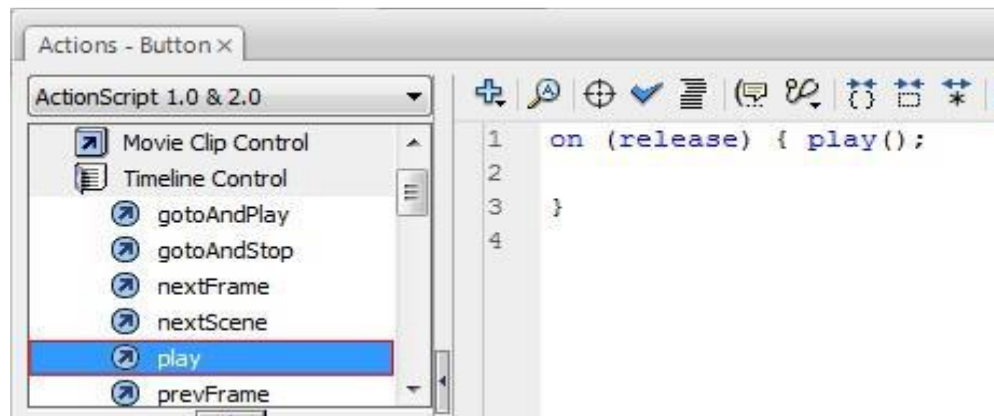 Actions - Button ×
ActionScript 1.0 & 2.0
Movie Clip Control
Timeline Control
gotoAndPlay
gotoAndStop
nextFrame
nextScene
play
prevFrame
1 on (release) { play();
2
3 }
4